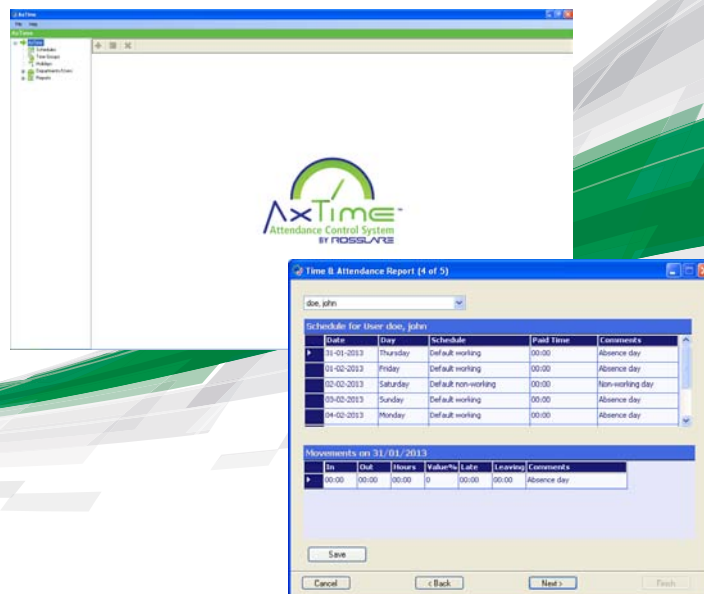 AxTime
File Help
AxTime
AxTime
Schedules
Time Groups
Holidays
Departments/Users
Reports
AxTime™
Attendance Control System
BY ROSSLARE
Time & Attendance Report (4 of 5)
doe, john
Schedule for User doe, john
Date Day Schedule Paid Time Comments
31-01-2013 Thursday Default working 00:00 Absence day
01-02-2013 Friday Default working 00:00 Absence day
02-02-2013 Saturday Default non-working 00:00 Non-working day
03-02-2013 Sunday Default working 00:00 Absence day
04-02-2013 Monday Default working 00:00 Absence day
Movements on 31/01/2013
In Out Hours Value% Late Leaving Comments
00:00 00:00 00:00 0 00:00 00:00 Absence day
Save
Cancel < Back Next > Finish